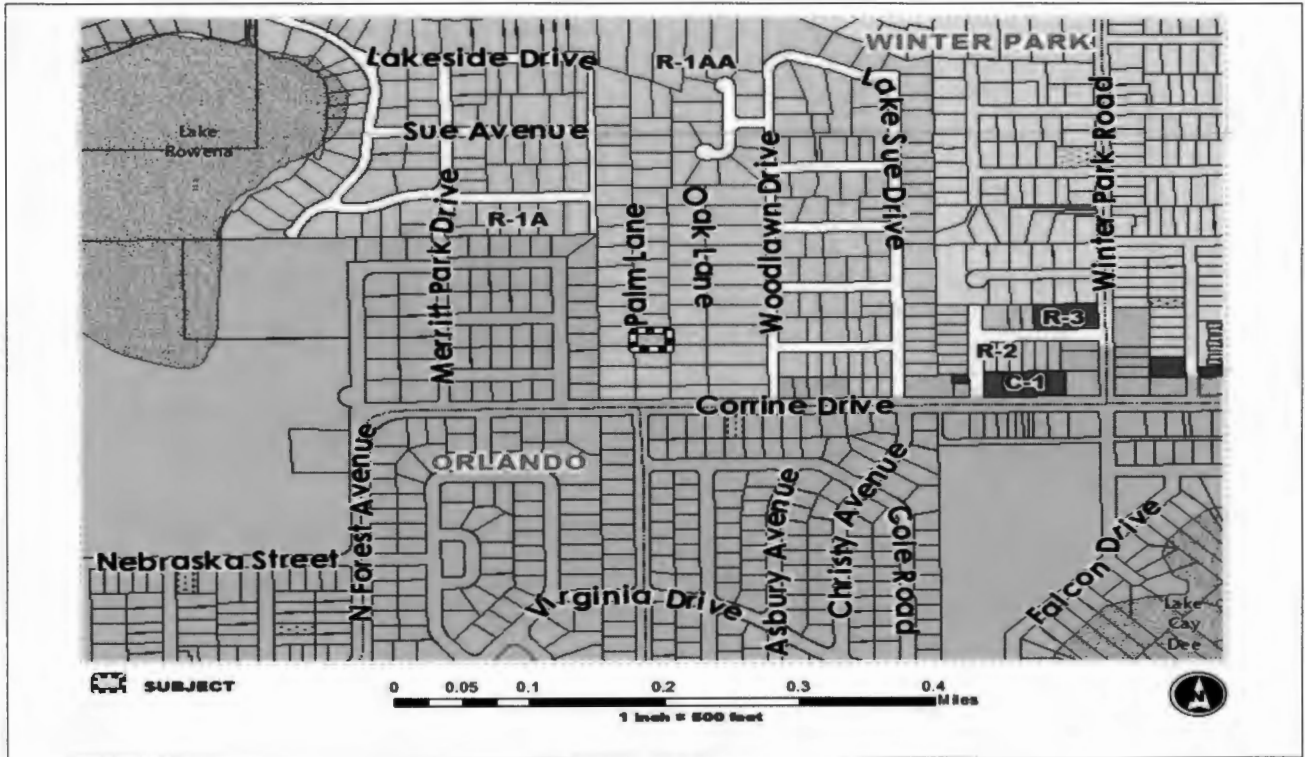 WINTER PARK
Lakeside Drive
R-1AA
Lake Sue Drive
Winter Park Road
Lake
Rowena
Sue Avenue
Merritt Park Drive
R-1A
Palm Lane
Oak Lane
Woodlawn Drive
R-3
R-2
C-1
Corrine Drive
ORLANDO
N Forest Avenue
Nebraska Street
Virginia Drive
Asbury Avenue
Christy Avenue
Cole Road
Falcon Drive
Lake
Cay
Dee
SUBJECT
0 0.05 0.1 0.2 0.3 0.4
Miles
1 inch = 500 feet
N